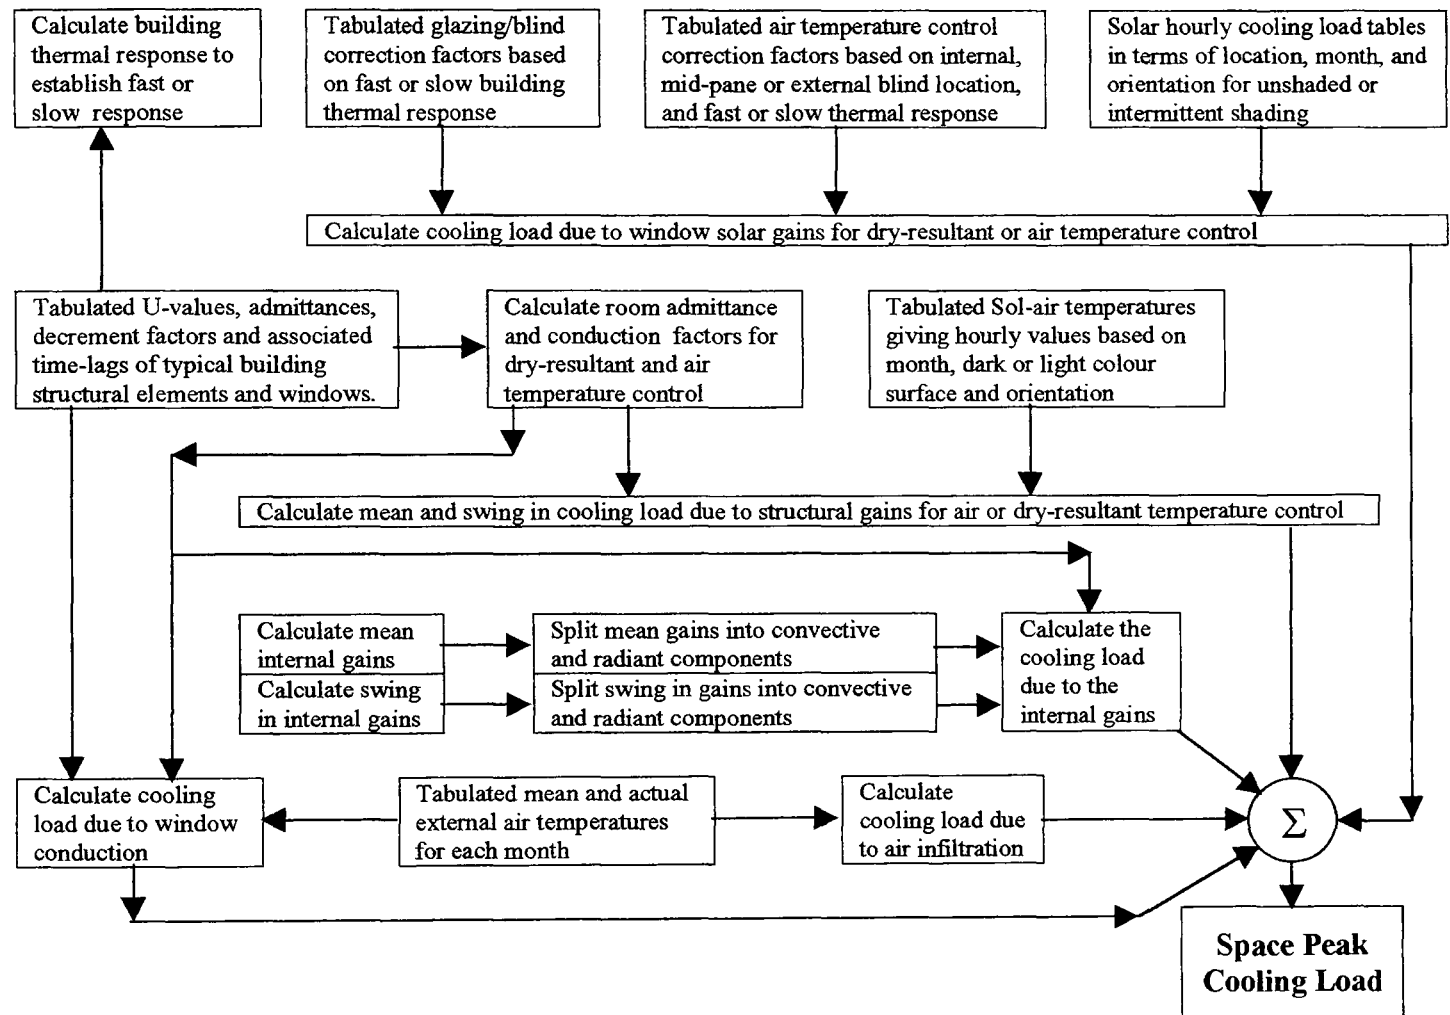 Calculate building
thermal response to
establish fast or
slow response
Tabulated glazing/blind
correction factors based
on fast or slow building
thermal response
Tabulated air temperature control
correction factors based on internal,
mid-pane or external blind location,
and fast or slow thermal response
Solar hourly cooling load tables
in terms of location, month, and
orientation for unshaded or
intermittent shading
Calculate cooling load due to window solar gains for dry-resultant or air temperature control
Tabulated U-values, admittances,
decrement factors and associated
time-lags of typical building
structural elements and windows.
Calculate room admittance
and conduction factors for
dry-resultant and air
temperature control
Tabulated Sol-air temperatures
giving hourly values based on
month, dark or light colour
surface and orientation
Calculate mean and swing in cooling load due to structural gains for air or dry-resultant temperature control
Calculate mean
internal gains
Split mean gains into convective
and radiant components
Calculate the
cooling load
due to the
internal gains
Calculate swing
in internal gains
Split swing in gains into convective
and radiant components
Calculate cooling
load due to window
conduction
Tabulated mean and actual
external air temperatures
for each month
Calculate
cooling load due
to air infiltration
Σ
Space Peak
Cooling Load